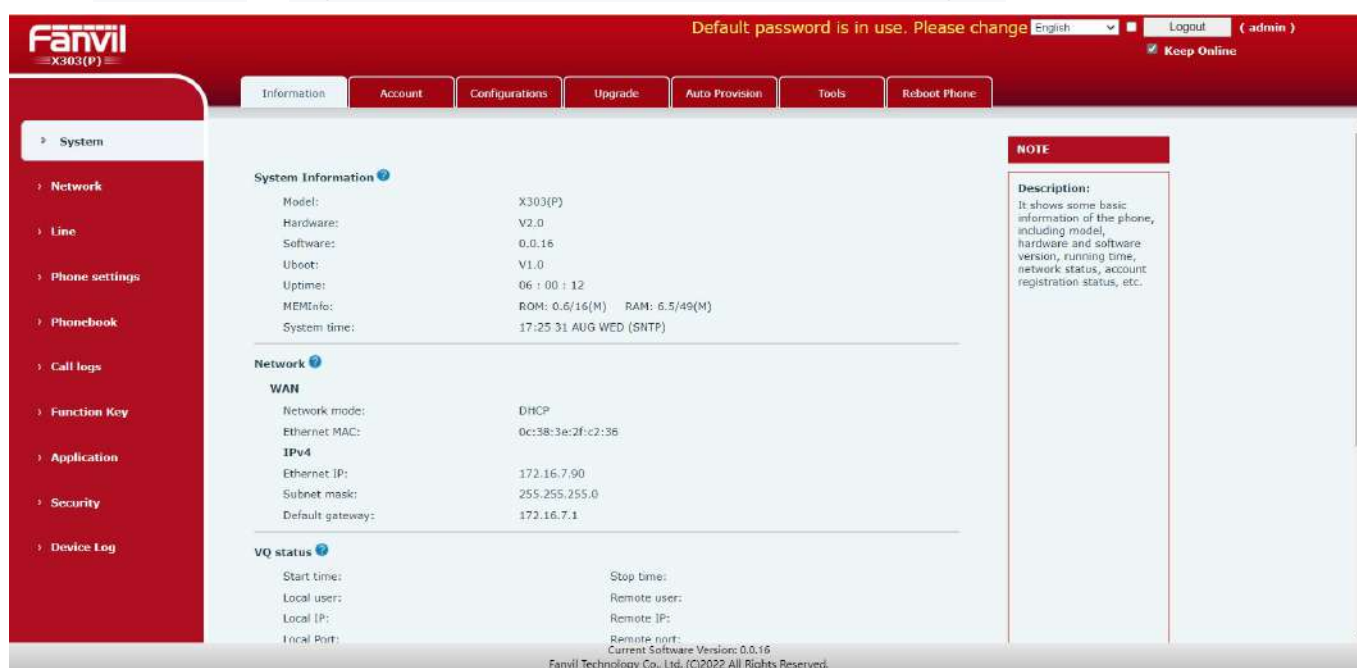 Fanvil
X303(P)
Default password is in use. Please change
English
Logout
( admin )
Keep Online
Information
Account
Configurations
Upgrade
Auto Provision
Tools
Reboot Phone
› System
› Network
› Line
› Phone settings
› Phonebook
› Call logs
› Function Key
› Application
› Security
› Device Log
System Information
Model: X303(P)
Hardware: V2.0
Software: 0.0.16
Uboot: V1.0
Uptime: 06 : 00 : 12
MEMInfo: ROM: 0.6/16(M) RAM: 6.5/49(M)
System time: 17:25 31 AUG WED (SNTP)
Network
WAN
Network mode: DHCP
Ethernet MAC: 0c:38:3e:2f:c2:36
IPv4
Ethernet IP: 172.16.7.90
Subnet mask: 255.255.255.0
Default gateway: 172.16.7.1
VQ status
Start time: Stop time:
Local user: Remote user:
Local IP: Remote IP:
Local Port: Remote port:
NOTE
Description:
It shows some basic
information of the phone,
including model,
hardware and software
version, running time,
network status, account
registration status, etc.
Current Software Version: 0.0.16
Fanvil Technology Co., Ltd. (C)2022 All Rights Reserved.